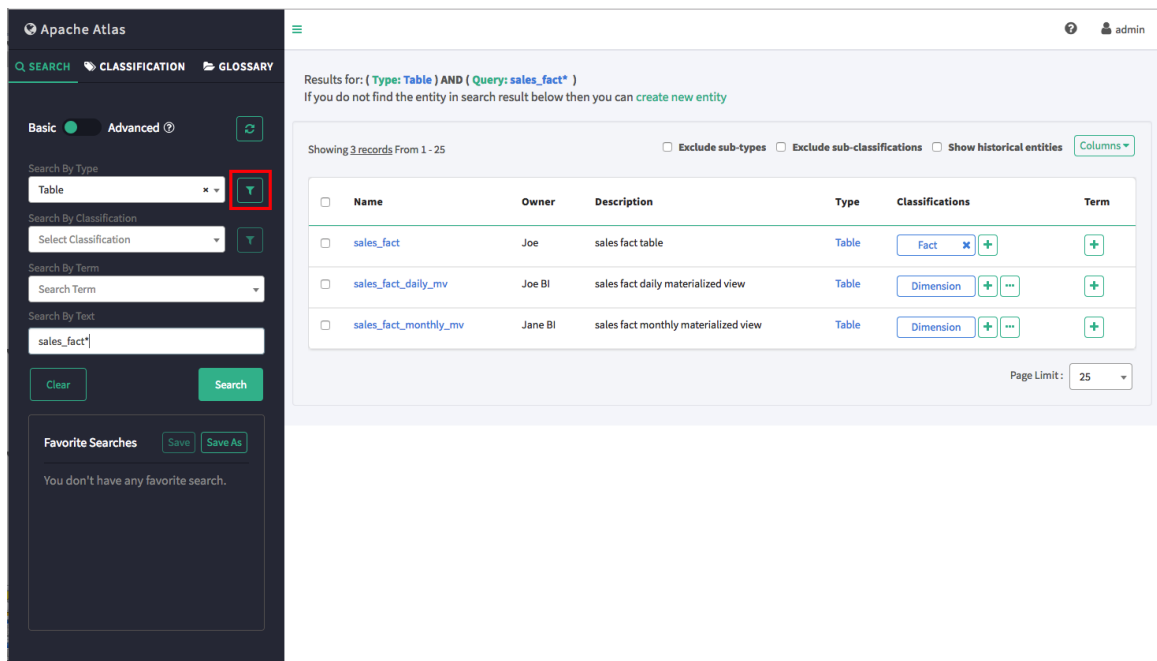 Apache Atlas
admin
SEARCH CLASSIFICATION GLOSSARY
Basic Advanced
Search By Type
Table
Search By Classification
Select Classification
Search By Term
Search Term
Search By Text
sales_fact*
Clear Search
Favorite Searches Save Save As
You don't have any favorite search.
Results for: ( Type: Table ) AND ( Query: sales_fact* )
If you do not find the entity in search result below then you can create new entity
Showing 3 records From 1 - 25 Exclude sub-types Exclude sub-classifications Show historical entities Columns
Name Owner Description Type Classifications Term
sales_fact Joe sales fact table Table Fact
sales_fact_daily_mv Joe BI sales fact daily materialized view Table Dimension
sales_fact_monthly_mv Jane BI sales fact monthly materialized view Table Dimension
Page Limit : 25